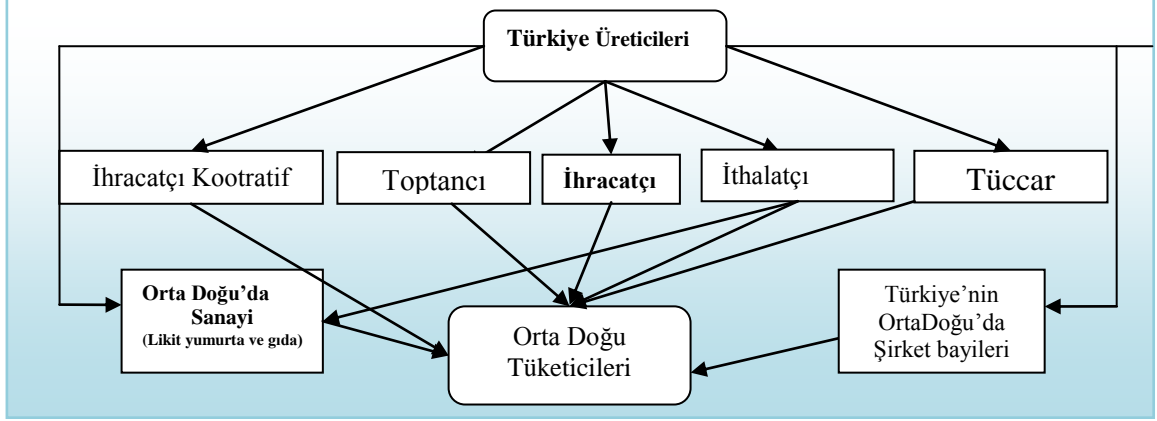 Türkiye Üreticileri
İhracatçı Kootratif
Toptancı
İhracatçı
İthalatçı
Tüccar
Orta Doğu’da
Sanayi
(Likit yumurta ve gıda)
Orta Doğu
Tüketicileri
Türkiye’nin
OrtaDoğu’da
Şirket bayileri